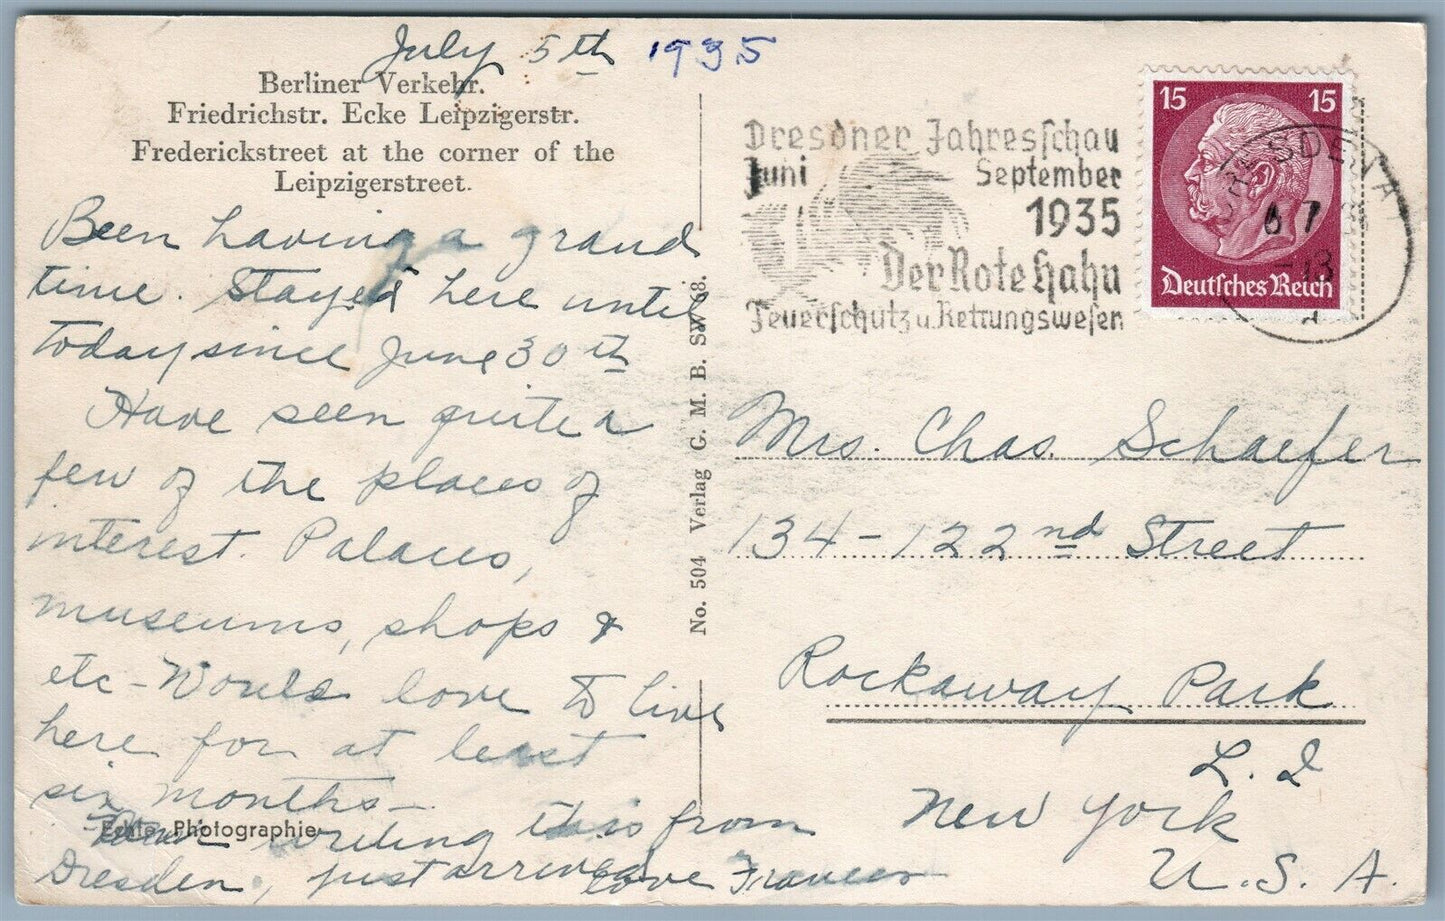 July 5th 1935
Berliner Verkehr.
Friedrichstr. Ecke Leipzigerstr.
Frederickstreet at the corner of the
Leipzigerstreet.
Been having a grand
time. Stayed here until
today since June 30th
Have seen quite a
few of the places of
interest. Palaces,
museums, shops &
etc - Would love to live
here for at least
six months -
Echte Photographie
writing this from
Dresden, just arrived
Love Frances
No. 504 Verlag G. M. B. SW 68.
Dresdner Jahresschau
Juni September
1935
Der Rote Hahn
Feuerschutz u. Rettungswesen
15 15
Deutsches Reich
DRESDEN A
Mrs. Chas. Schaefer
134 - 122nd Street
Rockaway Park
L. I
New York
U. S. A.